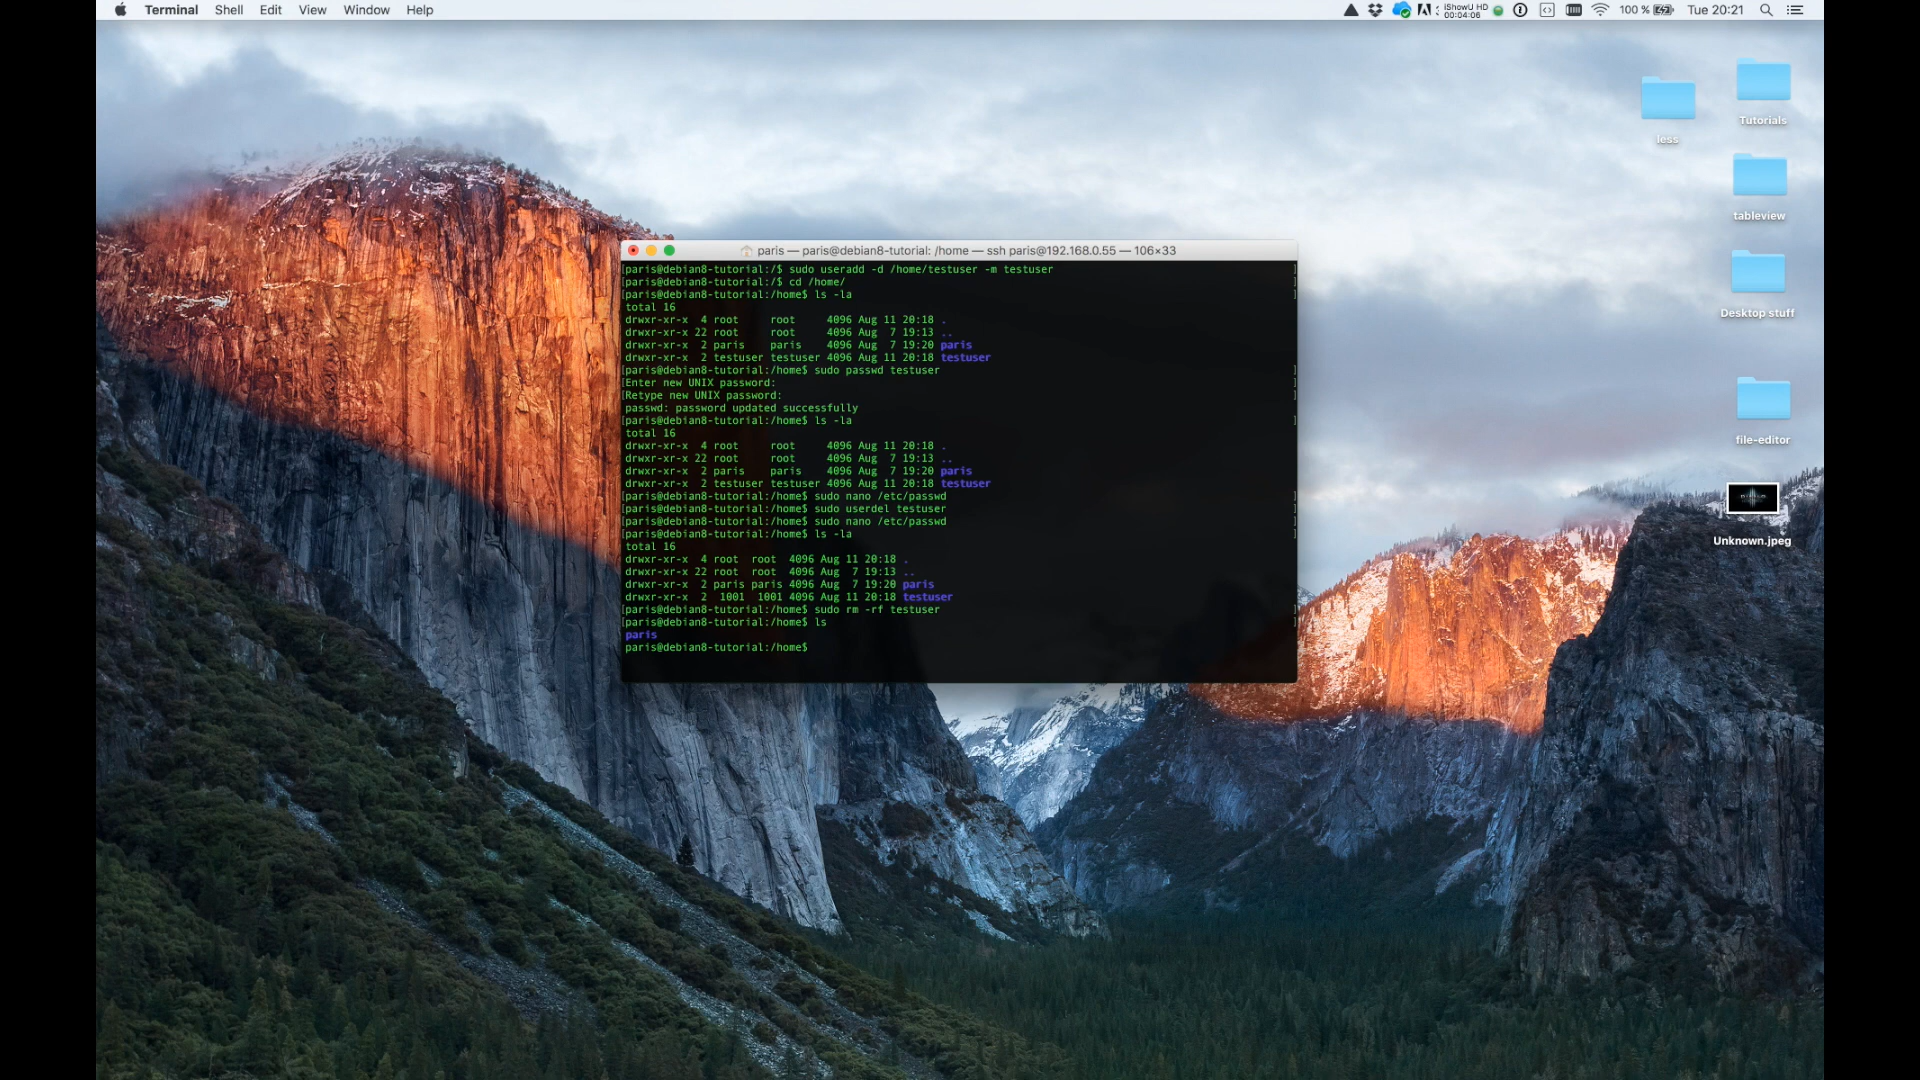 Terminal Shell Edit View Window Help
iShowU HD
00:04:06
100 % Tue 20:21
less
Tutorials
tableview
Desktop stuff
file-editor
Unknown.jpeg
paris — paris@debian8-tutorial: /home — ssh paris@192.168.0.55 — 106×33
[paris@debian8-tutorial:/$ sudo useradd -d /home/testuser -m testuser ]
[paris@debian8-tutorial:/$ cd /home/ ]
[paris@debian8-tutorial:/home$ ls -la ]
total 16
drwxr-xr-x 4 root root 4096 Aug 11 20:18 .
drwxr-xr-x 22 root root 4096 Aug 7 19:13 ..
drwxr-xr-x 2 paris paris 4096 Aug 7 19:20 paris
drwxr-xr-x 2 testuser testuser 4096 Aug 11 20:18 testuser
[paris@debian8-tutorial:/home$ sudo passwd testuser ]
[Enter new UNIX password: ]
[Retype new UNIX password: ]
passwd: password updated successfully
[paris@debian8-tutorial:/home$ ls -la ]
total 16
drwxr-xr-x 4 root root 4096 Aug 11 20:18 .
drwxr-xr-x 22 root root 4096 Aug 7 19:13 ..
drwxr-xr-x 2 paris paris 4096 Aug 7 19:20 paris
drwxr-xr-x 2 testuser testuser 4096 Aug 11 20:18 testuser
[paris@debian8-tutorial:/home$ sudo nano /etc/passwd ]
[paris@debian8-tutorial:/home$ sudo userdel testuser ]
[paris@debian8-tutorial:/home$ sudo nano /etc/passwd ]
[paris@debian8-tutorial:/home$ ls -la ]
total 16
drwxr-xr-x 4 root root 4096 Aug 11 20:18 .
drwxr-xr-x 22 root root 4096 Aug 7 19:13 ..
drwxr-xr-x 2 paris paris 4096 Aug 7 19:20 paris
drwxr-xr-x 2 1001 1001 4096 Aug 11 20:18 testuser
[paris@debian8-tutorial:/home$ sudo rm -rf testuser ]
[paris@debian8-tutorial:/home$ ls ]
paris
paris@debian8-tutorial:/home$